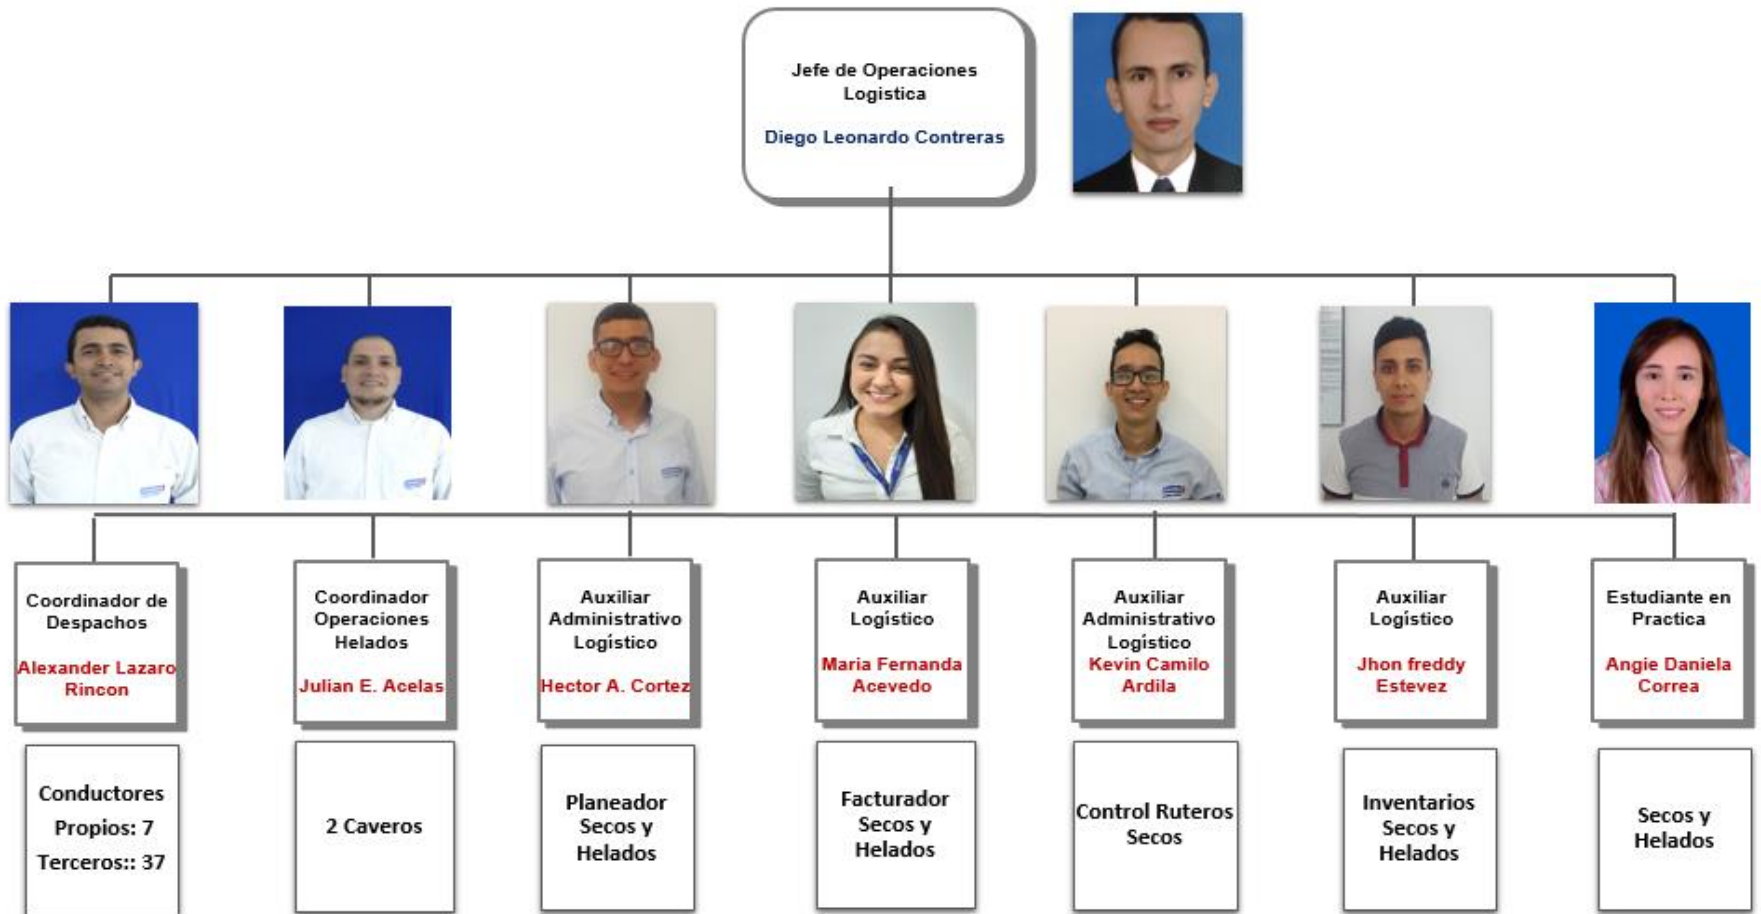 Jefe de Operaciones
Logistica
Diego Leonardo Contreras
Coordinador de
Despachos
Alexander Lazaro
Rincon
Coordinador
Operaciones
Helados
Julian E. Acelas
Auxiliar
Administrativo
Logístico
Hector A. Cortez
Auxiliar
Logístico
Maria Fernanda
Acevedo
Auxiliar
Administrativo
Logístico
Kevin Camilo
Ardila
Auxiliar
Logístico
Jhon freddy
Estevez
Estudiante en
Practica
Angie Daniela
Correa
Conductores
Propios: 7
Terceros:: 37
2 Caveros
Planeador
Secos y
Helados
Facturador
Secos y
Helados
Control Ruteros
Secos
Inventarios
Secos y
Helados
Secos y
Helados